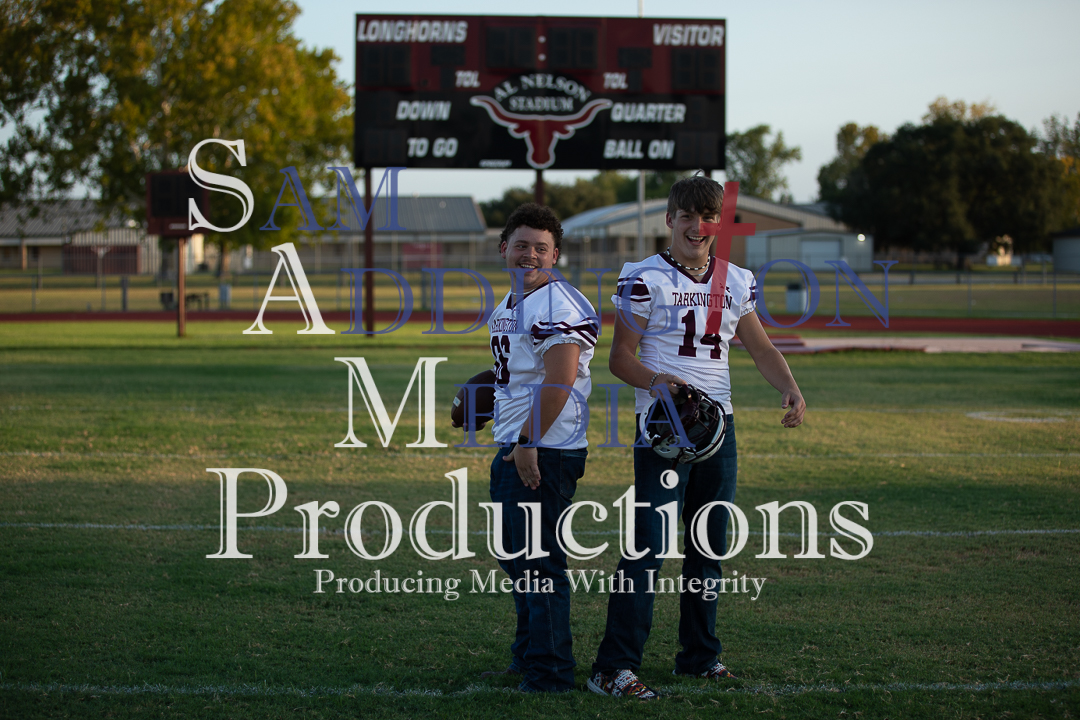 LONGHORNS VISITOR
TOL TOL
AL NELSON
STADIUM
DOWN QUARTER
TO GO BALL ON
SAM
ADDINGTON
MEDIA
Productions
Producing Media With Integrity
TARKINGTON
14
TARKINGTON